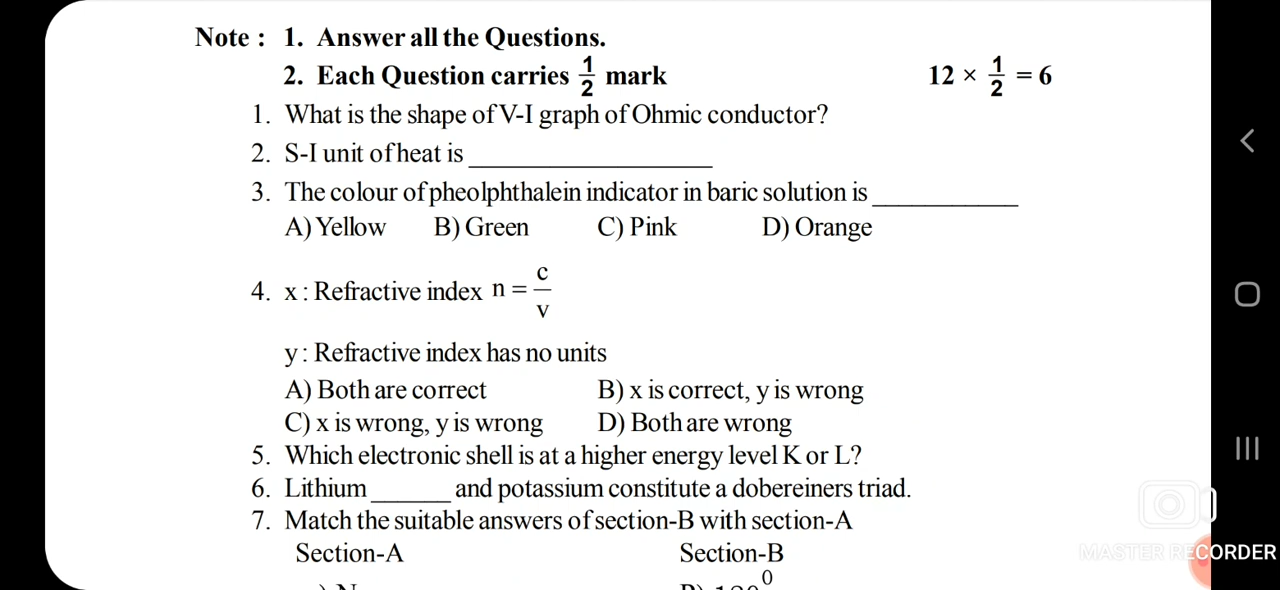 Note : 1. Answer all the Questions.
2. Each Question carries 1/2 mark 12 × 1/2 = 6
1. What is the shape of V-I graph of Ohmic conductor?
2. S-I unit of heat is ____________
3. The colour of pheolphthalein indicator in baric solution is ____________
A) Yellow B) Green C) Pink D) Orange
4. x : Refractive index n = c/v
y : Refractive index has no units
A) Both are correct B) x is correct, y is wrong
C) x is wrong, y is wrong D) Both are wrong
5. Which electronic shell is at a higher energy level K or L?
6. Lithium ______ and potassium constitute a dobereiners triad.
7. Match the suitable answers of section-B with section-A
Section-A Section-B
MASTER RECORDER